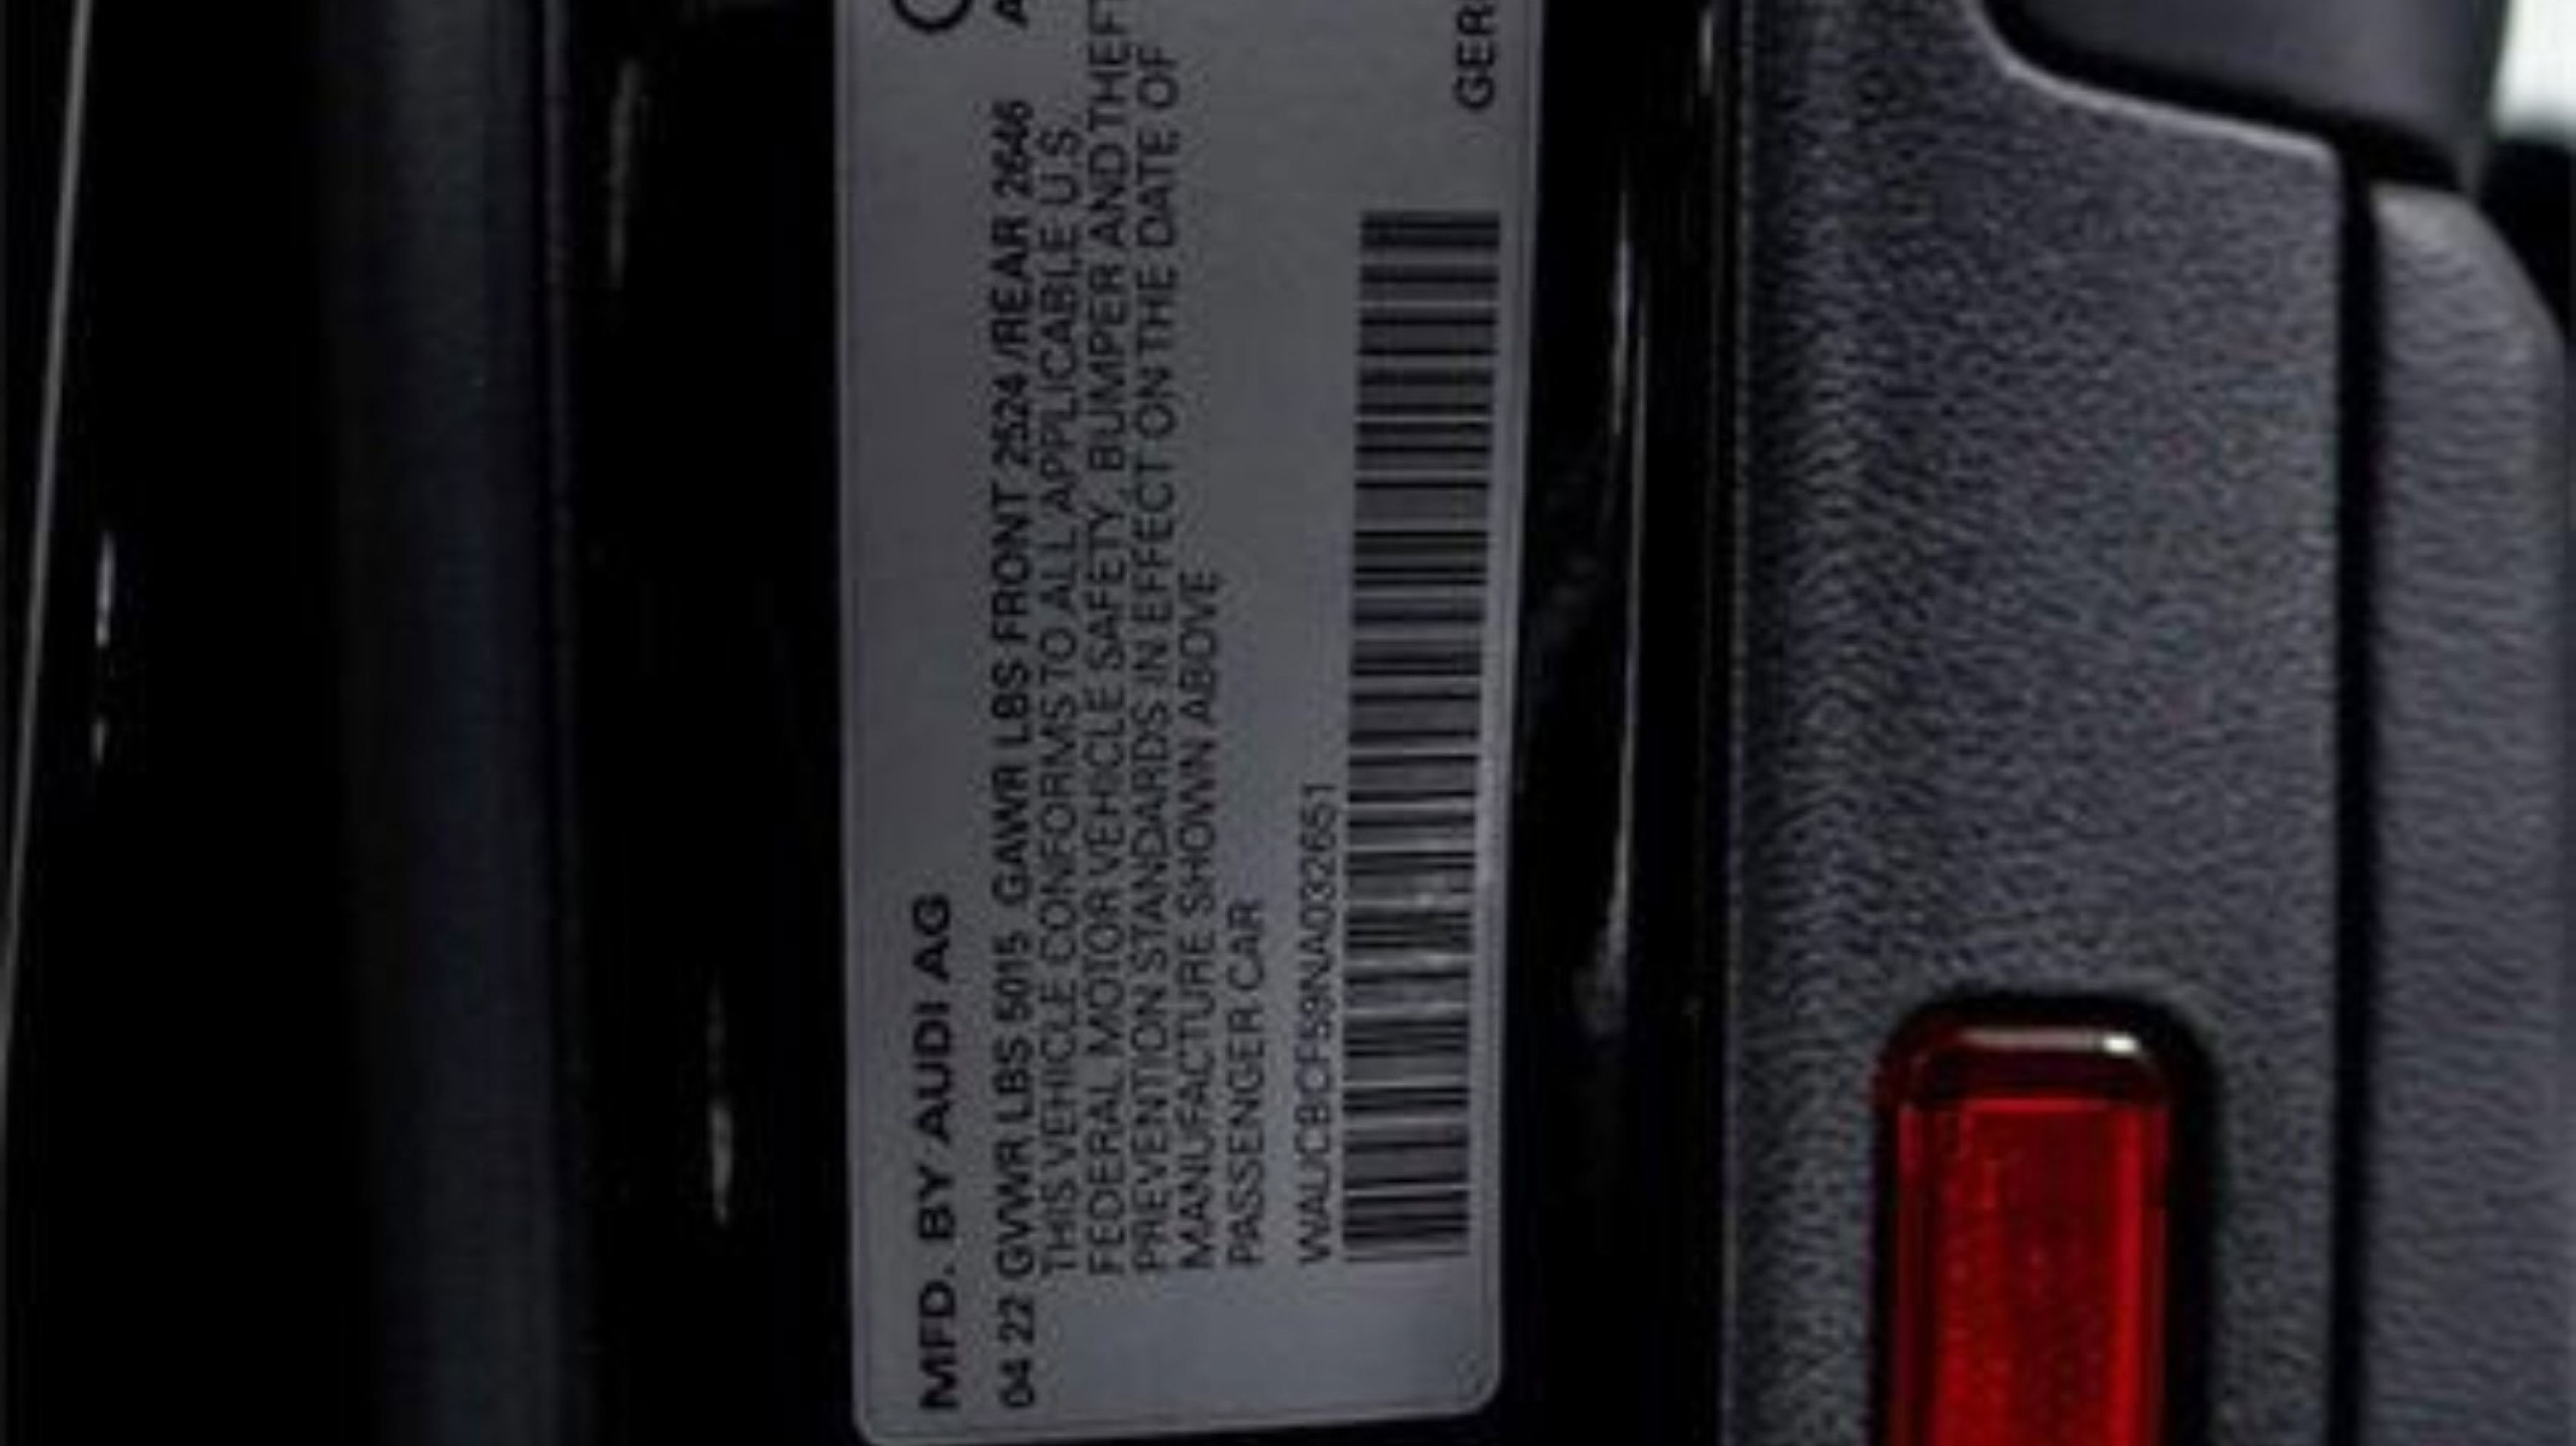 MFD. BY AUDI AG
04 22 GVWR LBS 5015 GAWR LBS FRONT 2524 /REAR 2646
THIS VEHICLE CONFORMS TO ALL APPLICABLE U.S.
FEDERAL MOTOR VEHICLE SAFETY, BUMPER AND THEFT
PREVENTION STANDARDS IN EFFECT ON THE DATE OF
MANUFACTURE SHOWN ABOVE
PASSENGER CAR
WAUCBCF59NA032651
GER